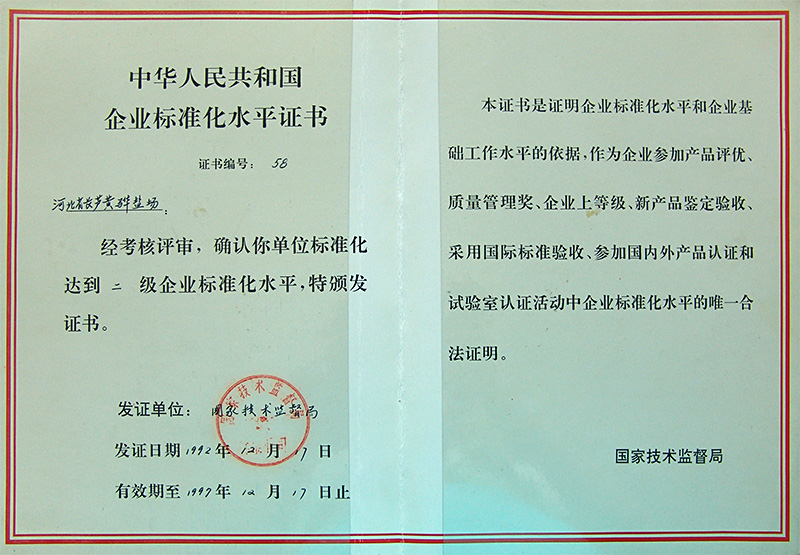 中华人民共和国
企业标准化水平证书
证书编号: 58
河北省长芦黄骅盐场:
经考核评审,确认你单位标准化
达到 二 级企业标准化水平,特颁发
证书。
发证单位: 国家技术监督局
国家技术监督局
发证日期 1992 年 12 月 17 日
有效期至 1997 年 12 月 17 日止
本证书是证明企业标准化水平和企业基
础工作水平的依据,作为企业参加产品评优、
质量管理奖、企业上等级、新产品鉴定验收、
采用国际标准验收、参加国内外产品认证和
试验室认证活动中企业标准化水平的唯一合
法证明。
国家技术监督局